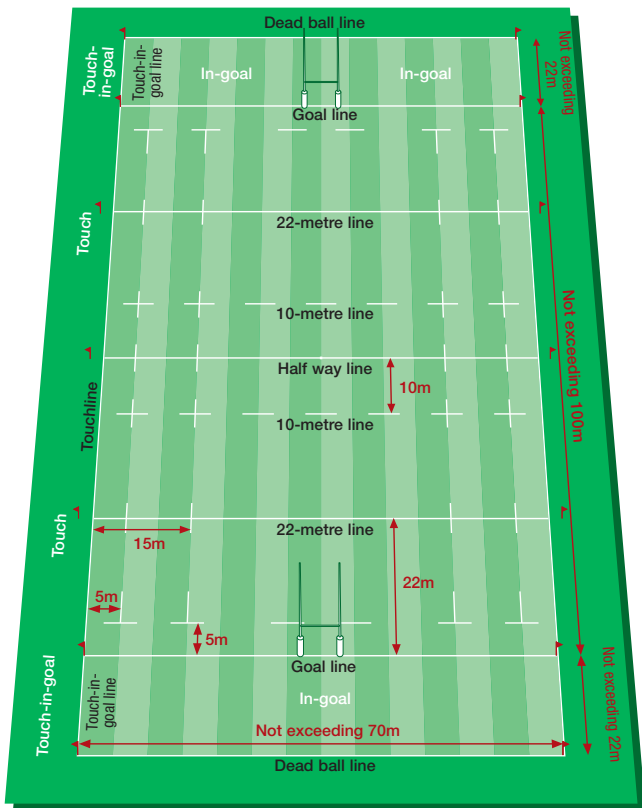 Dead ball line
Touch-
in-goal
Touch-in-
goal line
In-goal
In-goal
Not exceeding
22m
Goal line
Touch
22-metre line
10-metre line
Not exceeding 100m
Half way line
10m
Touchline
10-metre line
Touch
22-metre line
15m
22m
5m
5m
Goal line
Touch-in-goal
Touch-in-
goal line
In-goal
Not exceeding 22m
Not exceeding 70m
Dead ball line